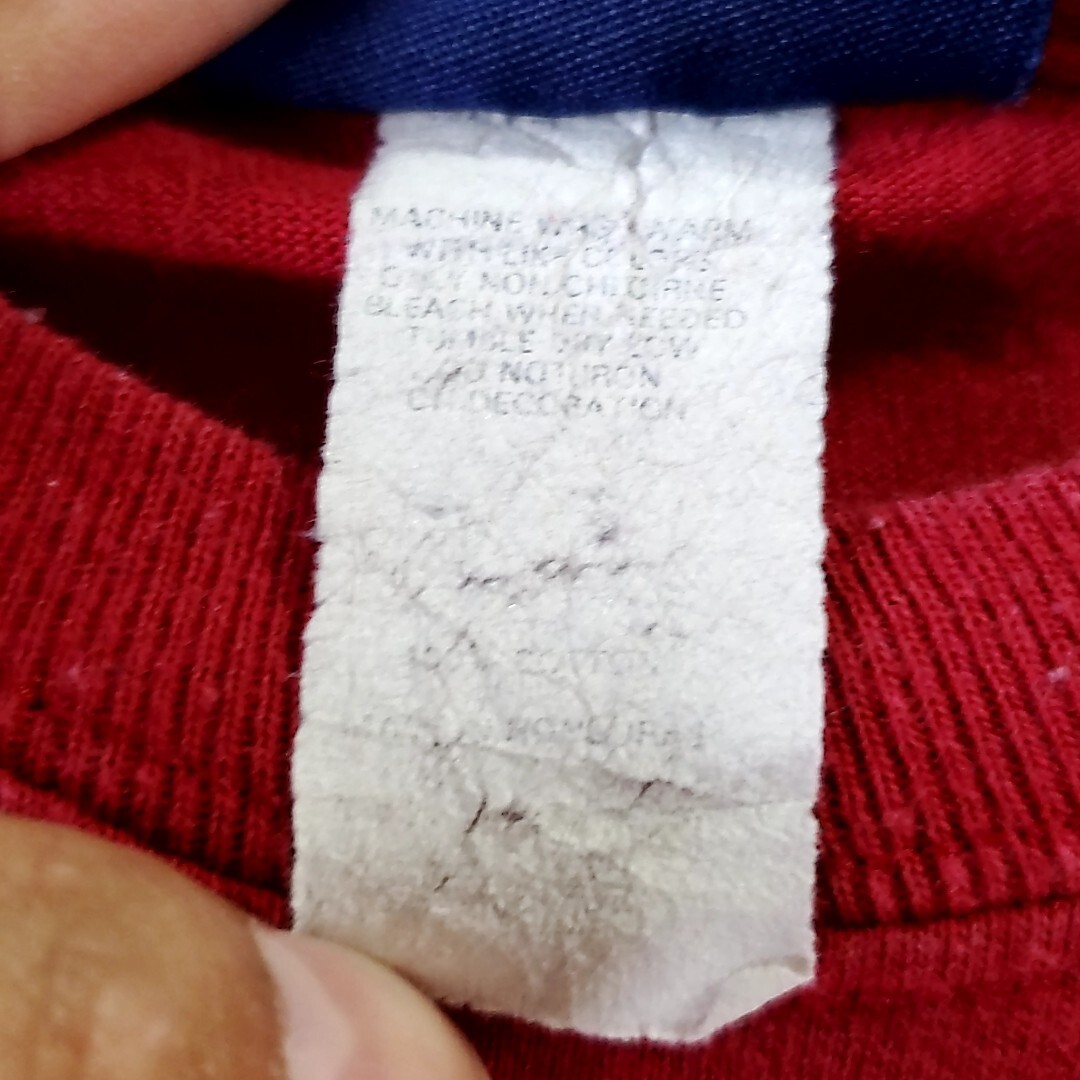 MACHINE WASH WARM
WITH LIKE COLORS
ONLY NON-CHLORINE
BLEACH WHEN NEEDED
TUMBLE DRY LOW
DO NOT IRON
DECORATION
COTTON